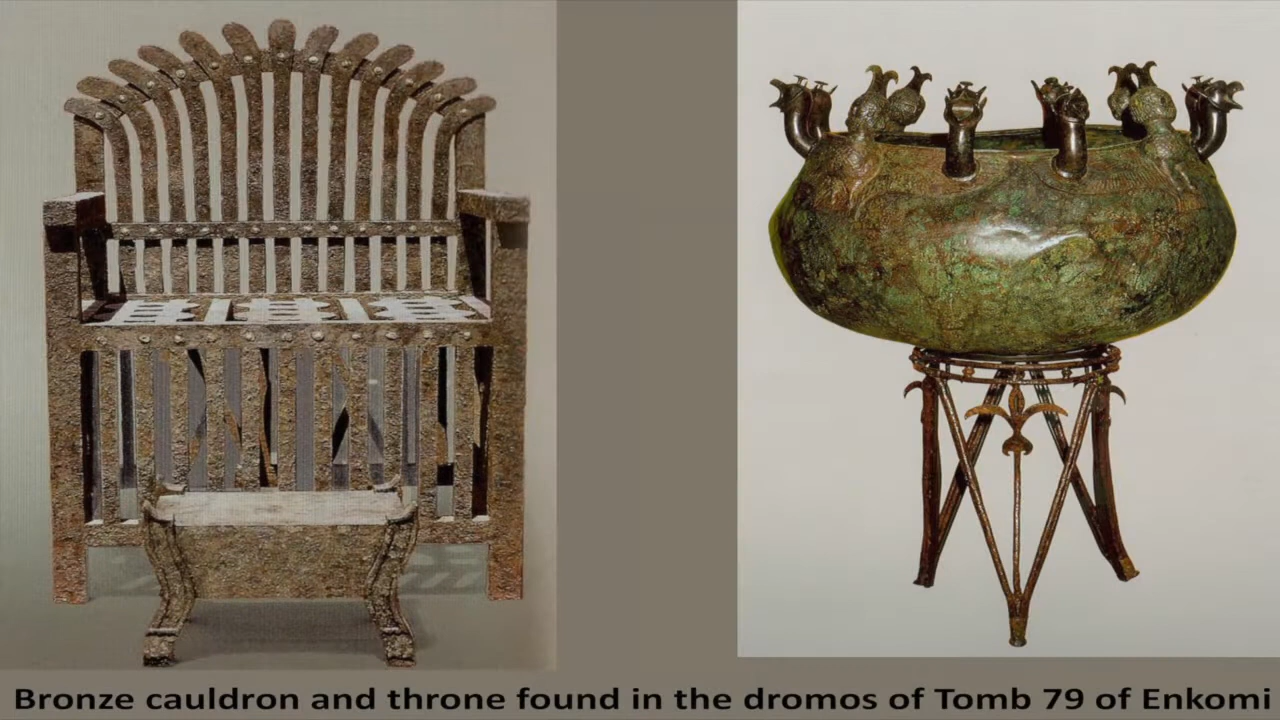 Bronze cauldron and throne found in the dromos of Tomb 79 of Enkomi